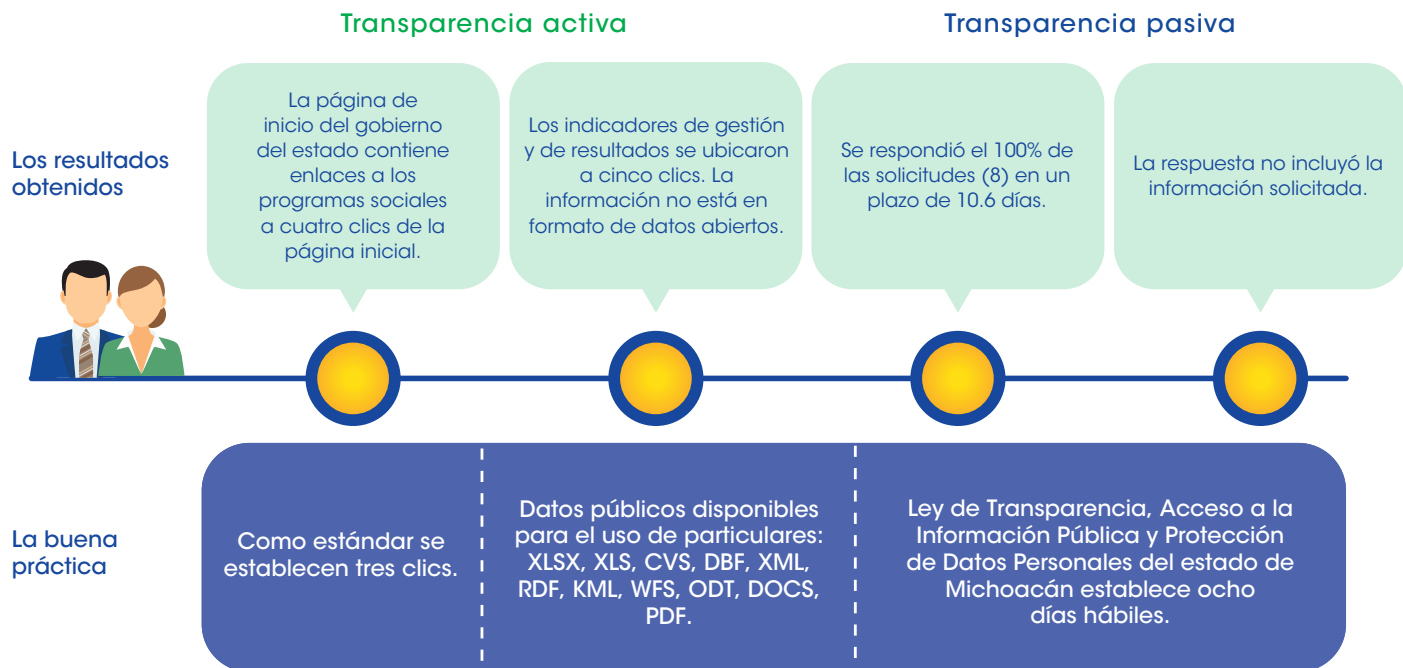 Transparencia activa
Transparencia pasiva
Los resultados
obtenidos
La página de
inicio del gobierno
del estado contiene
enlaces a los
programas sociales
a cuatro clics de la
página inicial.
Los indicadores de gestión
y de resultados se ubicaron
a cinco clics. La
información no está en
formato de datos abiertos.
Se respondió el 100% de
las solicitudes (8) en un
plazo de 10.6 días.
La respuesta no incluyó la
información solicitada.
La buena
práctica
Como estándar se
establecen tres clics.
Datos públicos disponibles
para el uso de particulares:
XLSX, XLS, CVS, DBF, XML,
RDF, KML, WFS, ODT, DOCS,
PDF.
Ley de Transparencia, Acceso a la
Información Pública y Protección
de Datos Personales del estado de
Michoacán establece ocho
días hábiles.